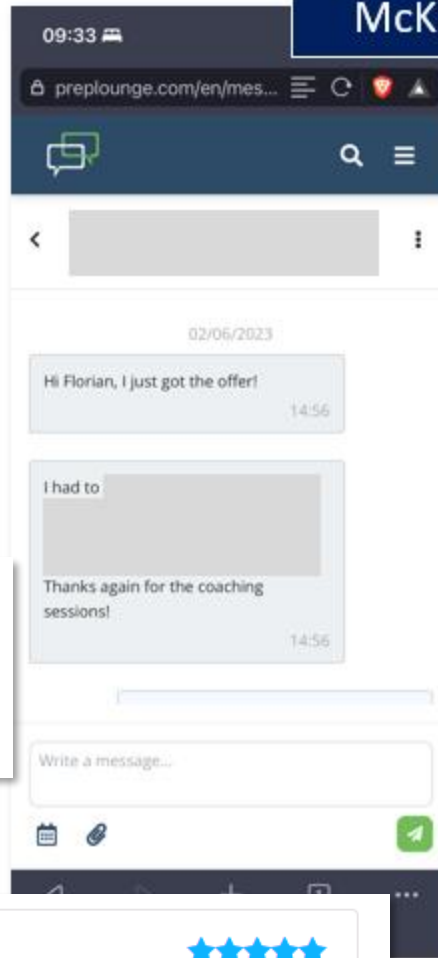 McK
09:33
preplounge.com/en/mes...
02/06/2023
Hi Florian, I just got the offer!
14:56
I had to
Thanks again for the coaching
sessions!
14:56
Write a message...